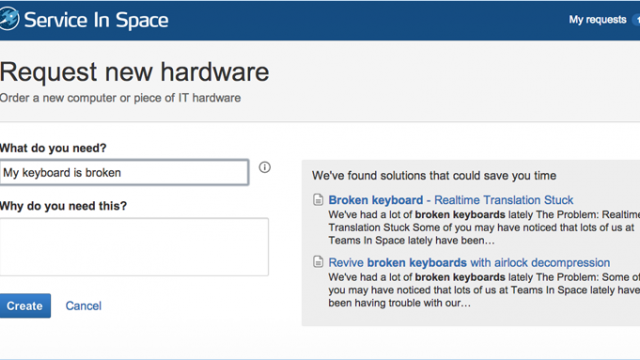 Service In Space
My requests
Request new hardware
Order a new computer or piece of IT hardware
What do you need?
My keyboard is broken
Why do you need this?
Create
Cancel
We've found solutions that could save you time
Broken keyboard - Realtime Translation Stuck
We've had a lot of broken keyboards lately The Problem: Realtime
Translation Stuck Some of you may have noticed that lots of us at
Teams In Space lately have been…
Revive broken keyboards with airlock decompression
We've had a lot of broken keyboards lately The Problem: Some of
you may have noticed that lots of us at Teams In Space lately have
been having trouble with our…